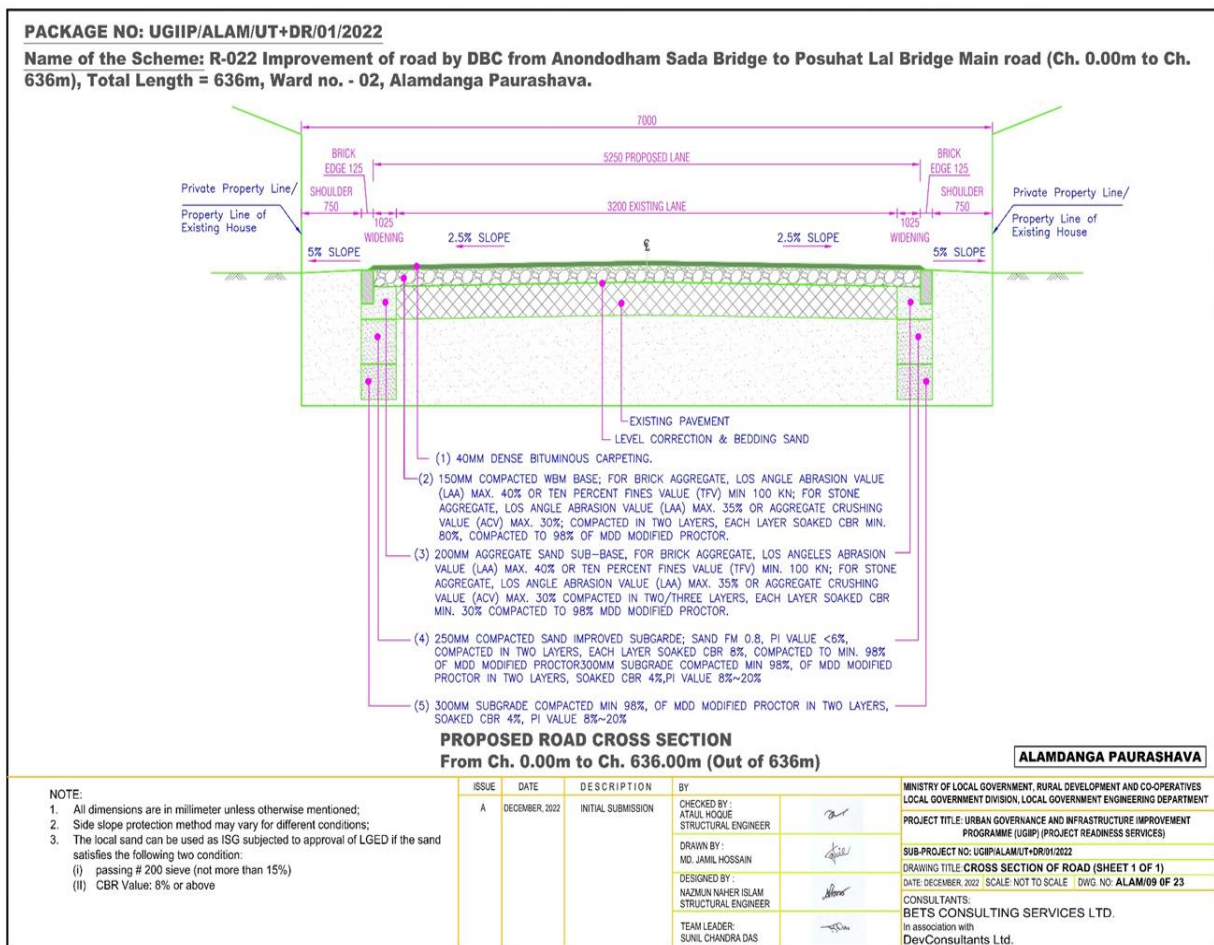 PACKAGE NO: UGIIP/ALAM/UT+DR/01/2022
Name of the Scheme: R-022 Improvement of road by DBC from Anondodham Sada Bridge to Posuhat Lal Bridge Main road (Ch. 0.00m to Ch.
636m), Total Length = 636m, Ward no. - 02, Alamdanga Paurashava.
7000
BRICK
EDGE 125
5250 PROPOSED LANE
BRICK
EDGE 125
Private Property Line/
Property Line of
Existing House
SHOULDER
750
3200 EXISTING LANE
SHOULDER
750
Private Property Line/
Property Line of
Existing House
1025
WIDENING
1025
WIDENING
5% SLOPE
2.5% SLOPE
℄
2.5% SLOPE
5% SLOPE
EXISTING PAVEMENT
LEVEL CORRECTION & BEDDING SAND
(1) 40MM DENSE BITUMINOUS CARPETING.
(2) 150MM COMPACTED WBM BASE; FOR BRICK AGGREGATE, LOS ANGLE ABRASION VALUE
(LAA) MAX. 40% OR TEN PERCENT FINES VALUE (TFV) MIN 100 KN; FOR STONE
AGGREGATE, LOS ANGLE ABRASION VALUE (LAA) MAX. 35% OR AGGREGATE CRUSHING
VALUE (ACV) MAX. 30%; COMPACTED IN TWO LAYERS, EACH LAYER SOAKED CBR MIN.
80%, COMPACTED TO 98% OF MDD MODIFIED PROCTOR.
(3) 200MM AGGREGATE SAND SUB-BASE, FOR BRICK AGGREGATE, LOS ANGELES ABRASION
VALUE (LAA) MAX. 40% OR TEN PERCENT FINES VALUE (TFV) MIN. 100 KN; FOR STONE
AGGREGATE, LOS ANGLE ABRASION VALUE (LAA) MAX. 35% OR AGGREGATE CRUSHING
VALUE (ACV) MAX. 30% COMPACTED IN TWO/THREE LAYERS, EACH LAYER SOAKED CBR
MIN. 30% COMPACTED TO 98% MDD MODIFIED PROCTOR.
(4) 250MM COMPACTED SAND IMPROVED SUBGARDE; SAND FM 0.8, PI VALUE <6%,
COMPACTED IN TWO LAYERS, EACH LAYER SOAKED CBR 8%, COMPACTED TO MIN. 98%
OF MDD MODIFIED PROCTOR300MM SUBGRADE COMPACTED MIN 98%, OF MDD MODIFIED
PROCTOR IN TWO LAYERS, SOAKED CBR 4%,PI VALUE 8%~20%
(5) 300MM SUBGRADE COMPACTED MIN 98%, OF MDD MODIFIED PROCTOR IN TWO LAYERS,
SOAKED CBR 4%, PI VALUE 8%~20%
PROPOSED ROAD CROSS SECTION
From Ch. 0.00m to Ch. 636.00m (Out of 636m)
ALAMDANGA PAURASHAVA
NOTE:
1. All dimensions are in millimeter unless otherwise mentioned;
2. Side slope protection method may vary for different conditions;
3. The local sand can be used as ISG subjected to approval of LGED if the sand
satisfies the following two condition:
(i) passing # 200 sieve (not more than 15%)
(II) CBR Value: 8% or above
ISSUE DATE DESCRIPTION BY
A DECEMBER, 2022 INITIAL SUBMISSION
CHECKED BY :
ATAUL HOQUE
STRUCTURAL ENGINEER
DRAWN BY :
MD. JAMIL HOSSAIN
DESIGNED BY :
NAZMUN NAHER ISLAM
STRUCTURAL ENGINEER
TEAM LEADER:
SUNIL CHANDRA DAS
MINISTRY OF LOCAL GOVERNMENT, RURAL DEVELOPMENT AND CO-OPERATIVES
LOCAL GOVERNMENT DIVISION, LOCAL GOVERNMENT ENGINEERING DEPARTMENT
PROJECT TITLE: URBAN GOVERNANCE AND INFRASTRUCTURE IMPROVEMENT
PROGRAMME (UGIIP) (PROJECT READINESS SERVICES)
SUB-PROJECT NO: UGIIP/ALAM/UT+DR/01/2022
DRAWING TITLE: CROSS SECTION OF ROAD (SHEET 1 OF 1)
DATE: DECEMBER, 2022 SCALE: NOT TO SCALE DWG. NO: ALAM/09 OF 23
CONSULTANTS:
BETS CONSULTING SERVICES LTD.
In association with
DevConsultants Ltd.